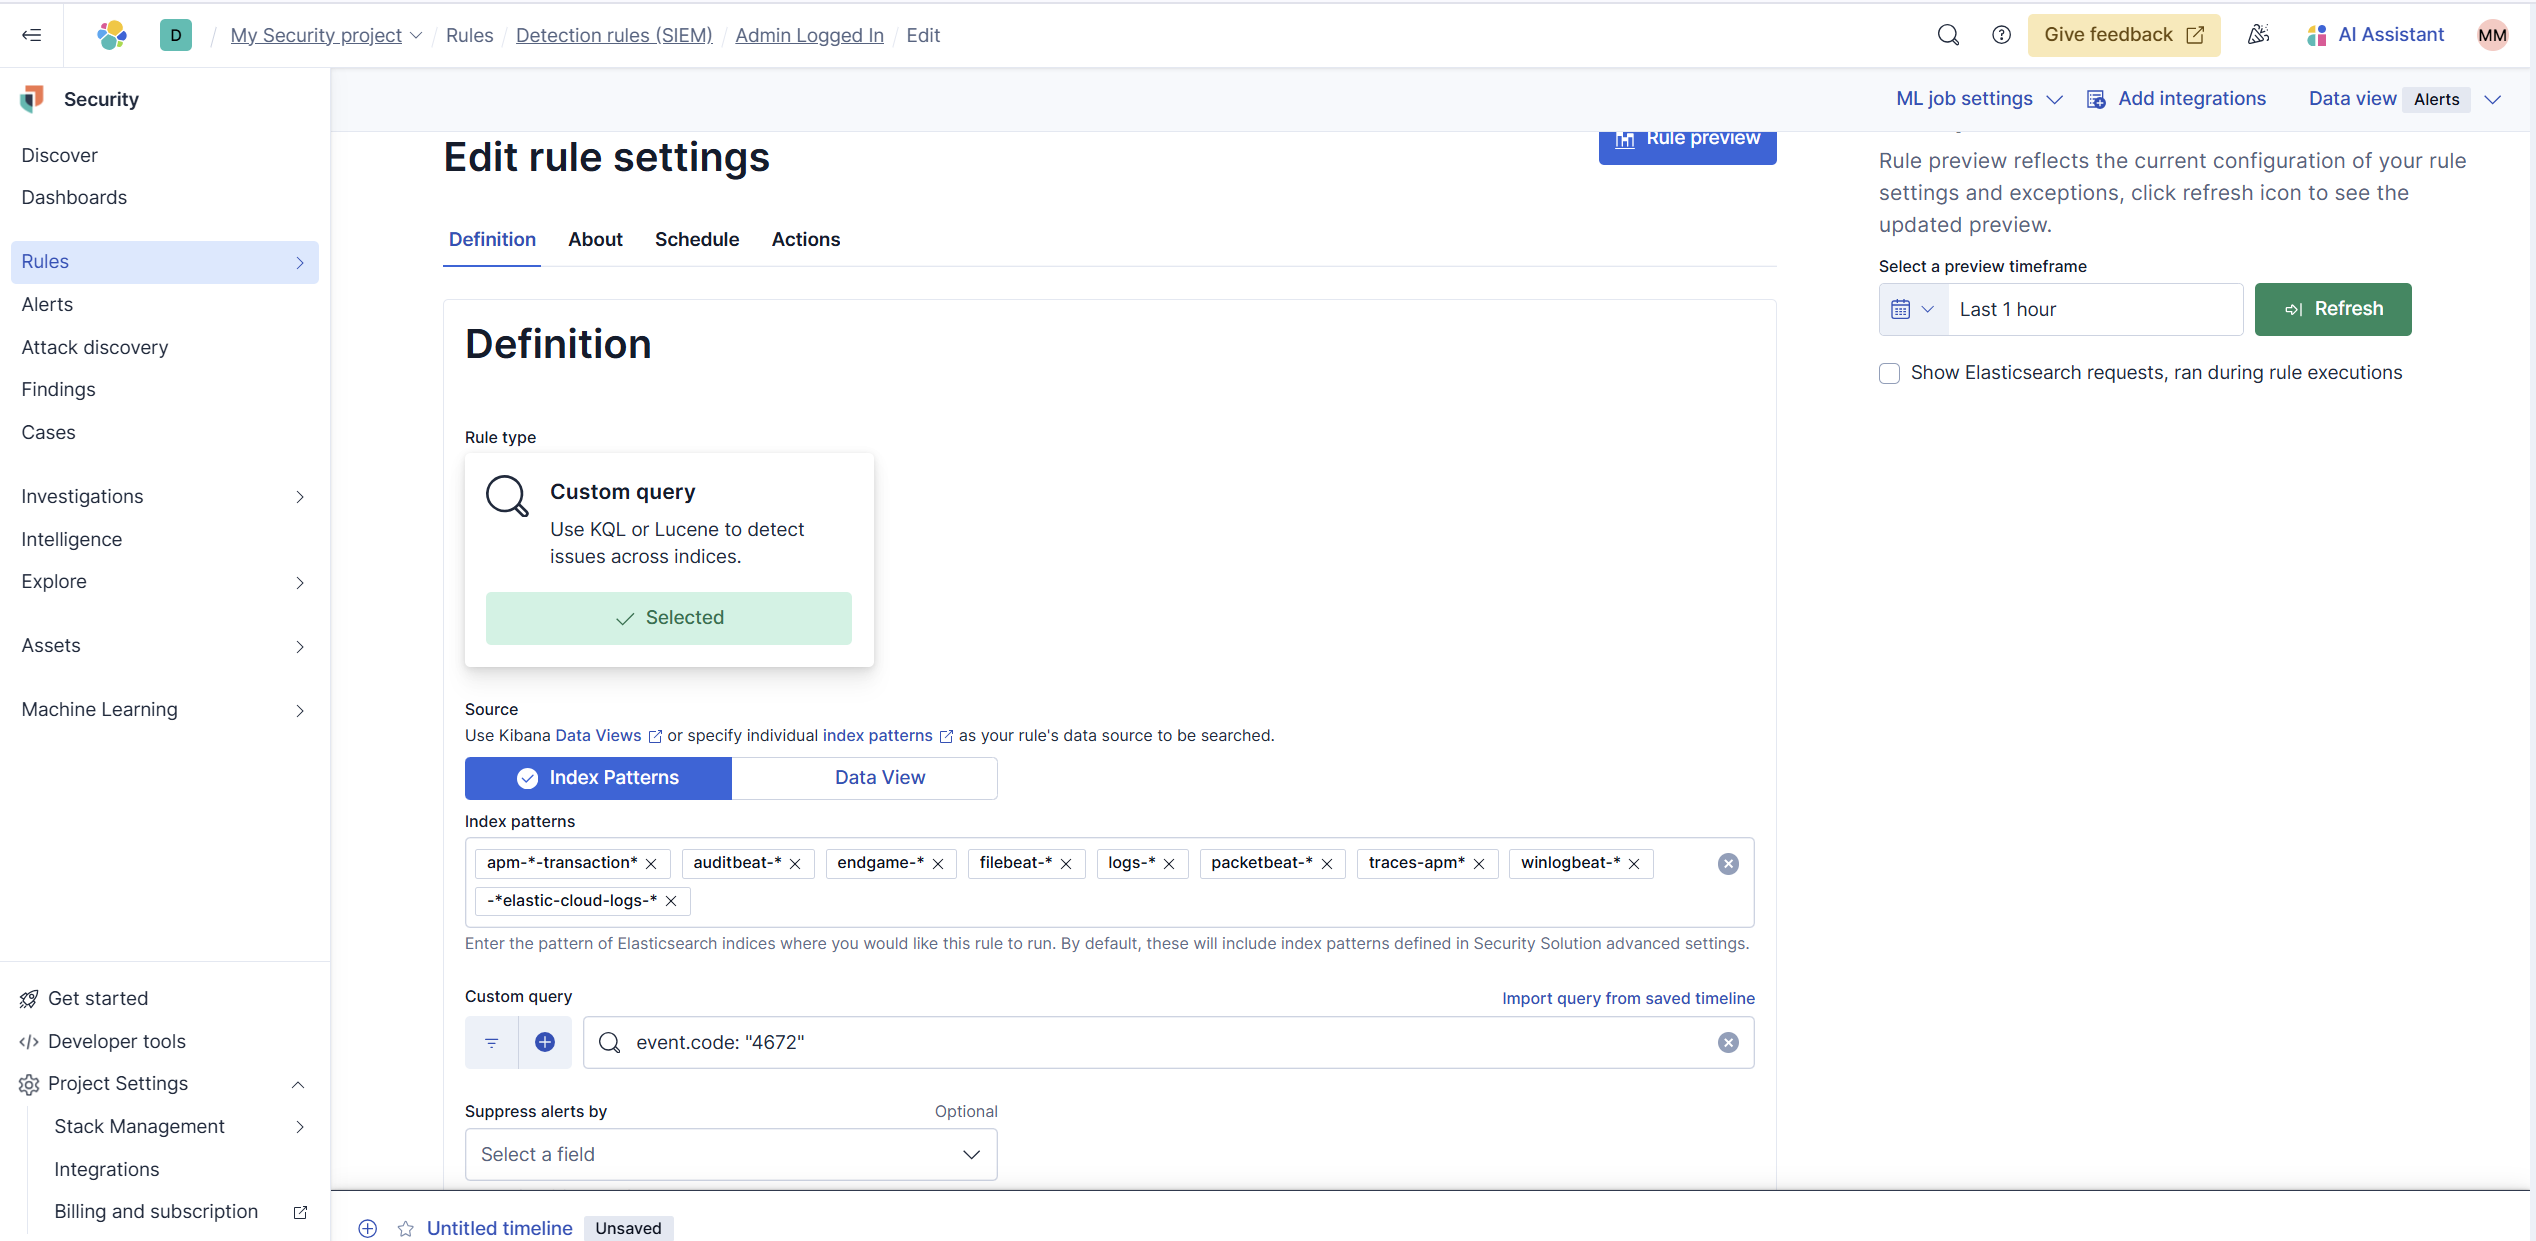 D / My Security project / Rules / Detection rules (SIEM) / Admin Logged In / Edit
Give feedback
AI Assistant
MM
Security
ML job settings
Add integrations
Data view Alerts
Discover
Dashboards
Rules
Alerts
Attack discovery
Findings
Cases
Investigations
Intelligence
Explore
Assets
Machine Learning
Get started
Developer tools
Project Settings
Stack Management
Integrations
Billing and subscription
Edit rule settings
Rule preview
Definition About Schedule Actions
Definition
Rule type
Custom query
Use KQL or Lucene to detect
issues across indices.
Selected
Source
Use Kibana Data Views or specify individual index patterns as your rule's data source to be searched.
Index Patterns Data View
Index patterns
apm-*-transaction* auditbeat-* endgame-* filebeat-* logs-* packetbeat-* traces-apm* winlogbeat-*
-*elastic-cloud-logs-*
Enter the pattern of Elasticsearch indices where you would like this rule to run. By default, these will include index patterns defined in Security Solution advanced settings.
Custom query
Import query from saved timeline
event.code: "4672"
Suppress alerts by Optional
Select a field
Untitled timeline Unsaved
Rule preview reflects the current configuration of your rule
settings and exceptions, click refresh icon to see the
updated preview.
Select a preview timeframe
Last 1 hour
Refresh
Show Elasticsearch requests, ran during rule executions